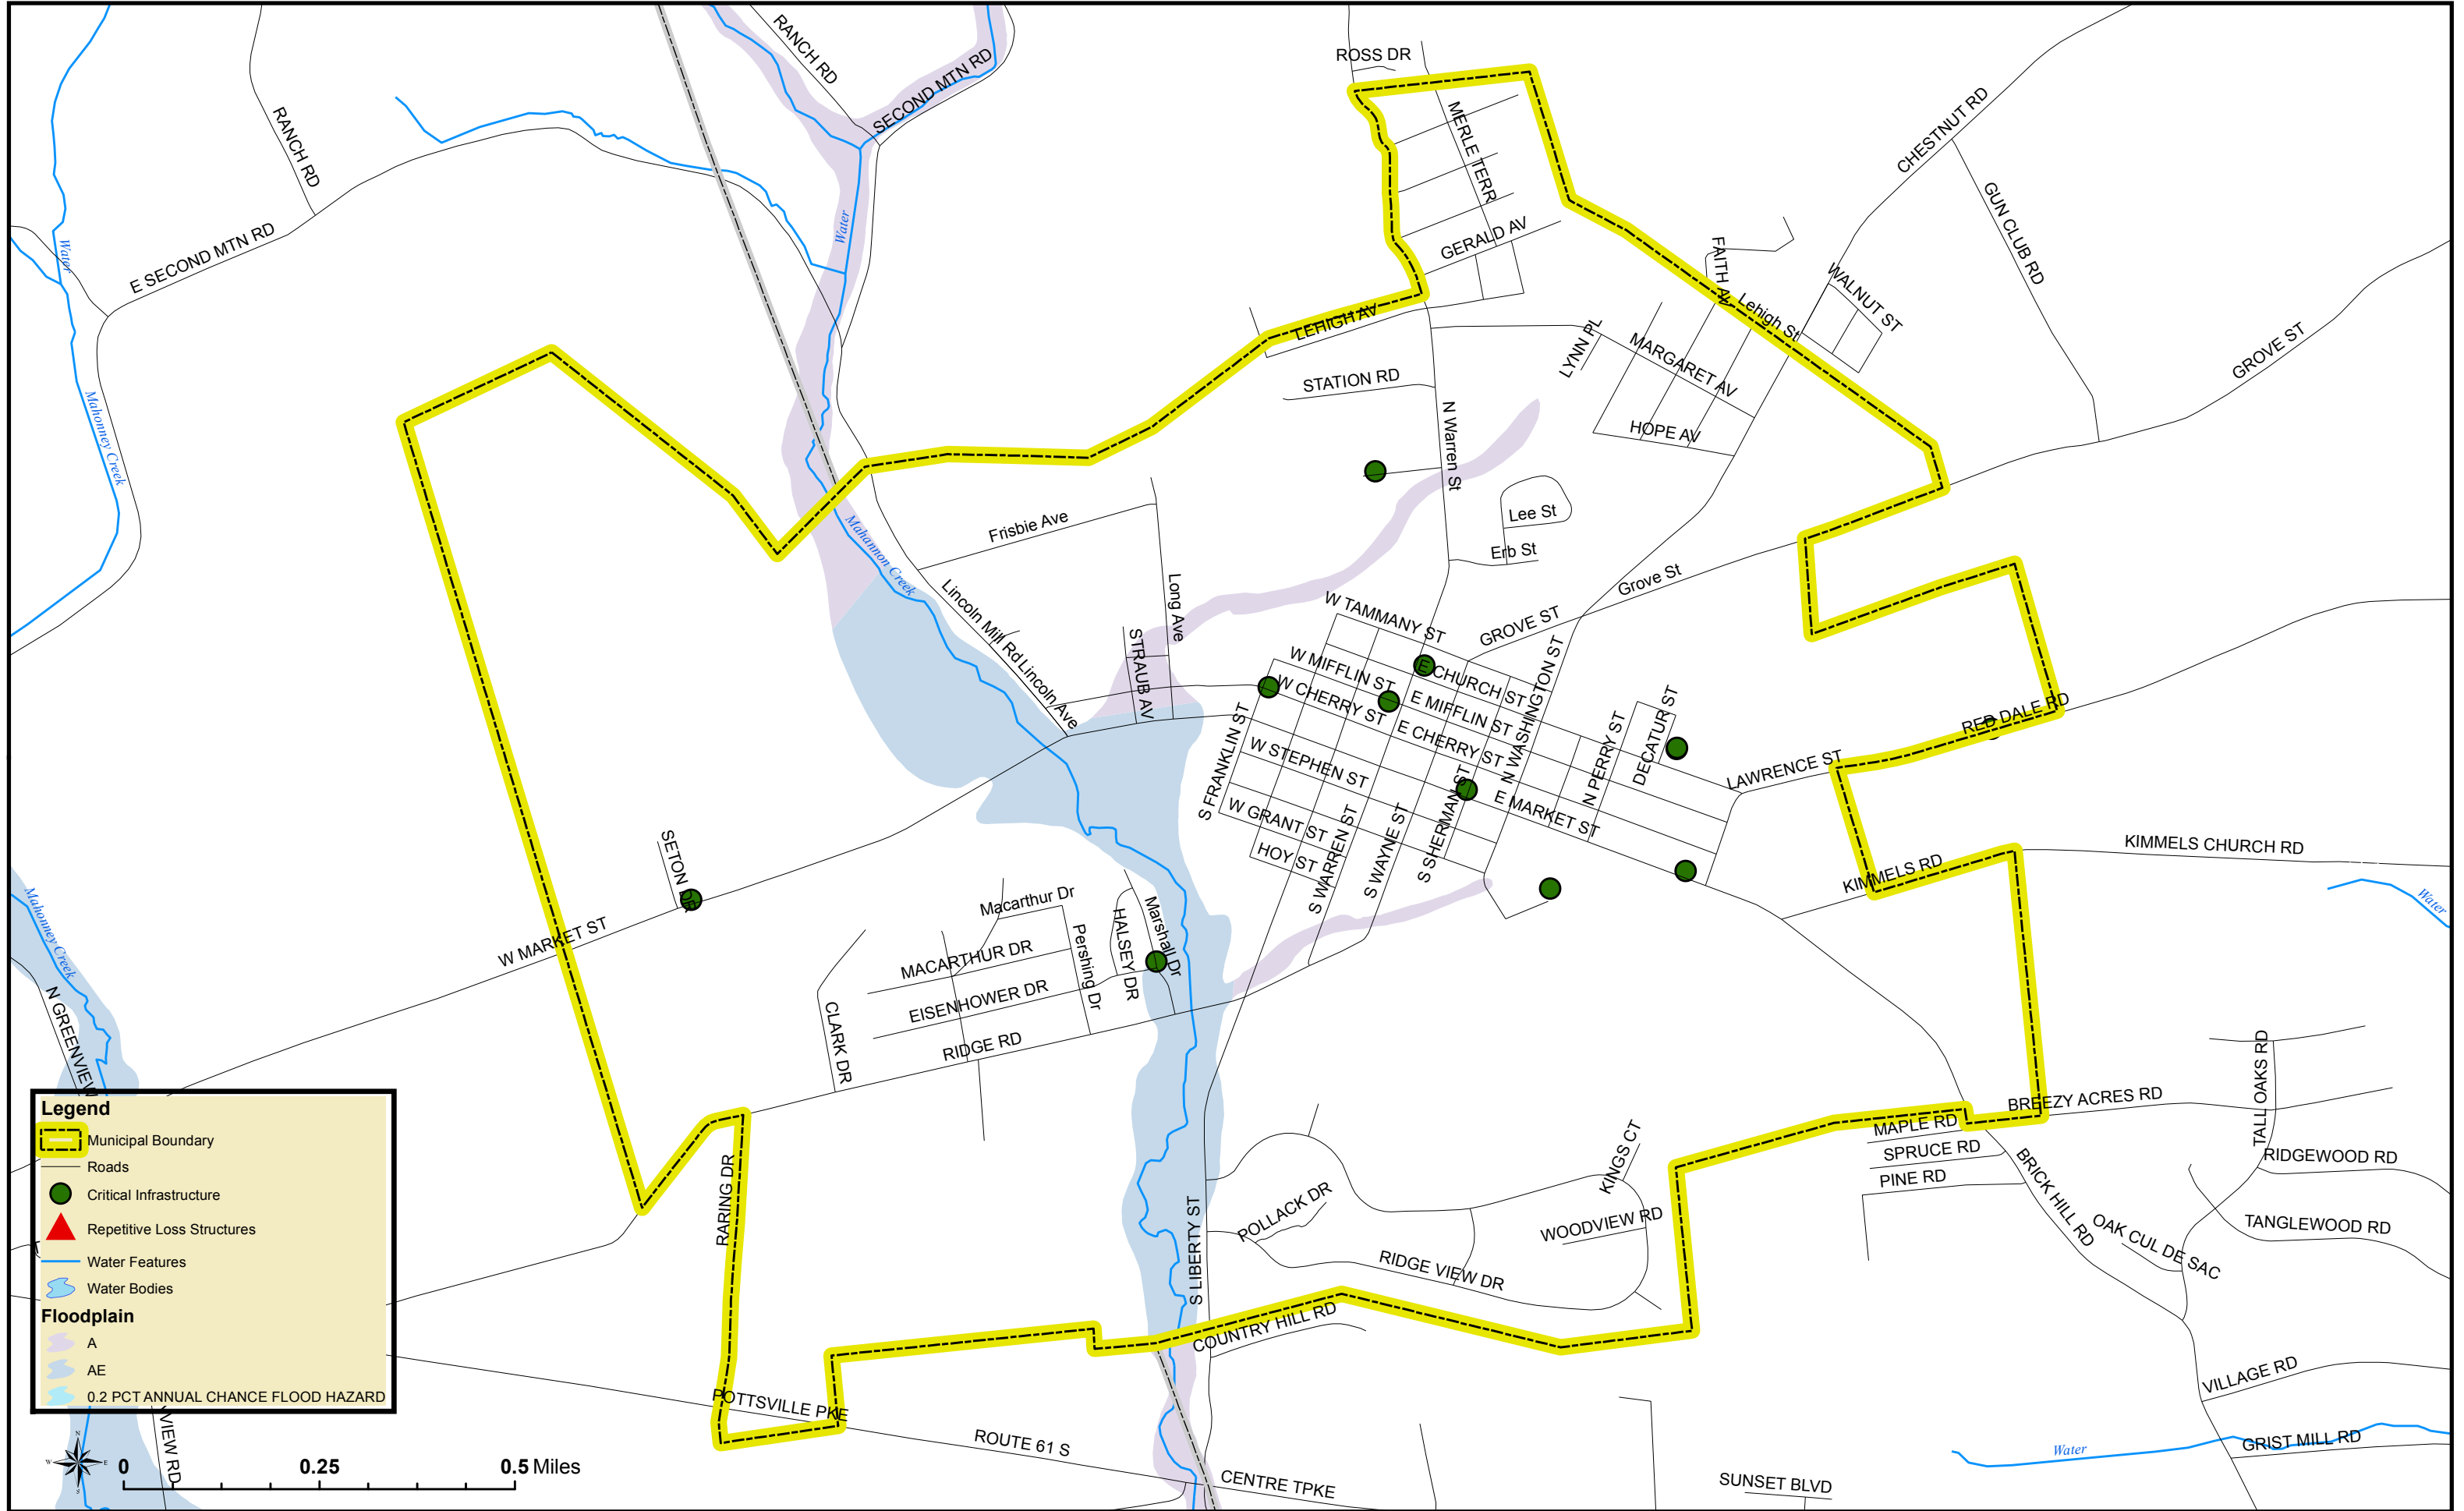 ROSS DR
RANCH RD
SECOND MTN RD
RANCH RD
MERLE TERR
CHESTNUT RD
GUN CLUB RD
Water
E SECOND MTN RD
Water
GERALD AV
FAITH AV
WALNUT ST
Lehigh St
LEHIGH AV
LYNN PL
MARGARET AV
GROVE ST
STATION RD
Mahonney Creek
N Warren St
HOPE AV
Frisbie Ave
Mahannon Creek
Lee St
Erb St
Long Ave
Lincoln Mill Rd
Lincoln Ave
STRAUB AV
W TAMMANY ST
GROVE ST
Grove St
W MIFFLIN ST
E CHURCH ST
W CHERRY ST
E MIFFLIN ST
E CHERRY ST
N WASHINGTON ST
S FRANKLIN ST
W STEPHEN ST
N PERRY ST
DECATUR ST
RED DALE RD
LAWRENCE ST
W GRANT ST
HOY ST
S WARREN ST
S WAYNE ST
S SHERMAN ST
E MARKET ST
KIMMELS RD
KIMMELS CHURCH RD
Water
SETON DR
W MARKET ST
Mahonney Creek
N GREENVIEW
Macarthur Dr
MACARTHUR DR
EISENHOWER DR
Pershing Dr
HALSEY DR
Marshall Dr
CLARK DR
RIDGE RD
RARING DR
S LIBERTY ST
POLLACK DR
KINGS CT
WOODVIEW RD
RIDGE VIEW DR
COUNTRY HILL RD
MAPLE RD
SPRUCE RD
PINE RD
BREEZY ACRES RD
BRICK HILL RD
TALL OAKS RD
RIDGEWOOD RD
TANGLEWOOD RD
OAK CUL DE SAC
VILLAGE RD
GRIST MILL RD
Water
POTTSVILLE PKE
ROUTE 61 S
CENTRE TPKE
SUNSET BLVD
VIEW RD
Legend
Municipal Boundary
Roads
Critical Infrastructure
Repetitive Loss Structures
Water Features
Water Bodies
Floodplain
A
AE
0.2 PCT ANNUAL CHANCE FLOOD HAZARD
N
W E
S
0 0.25 0.5 Miles